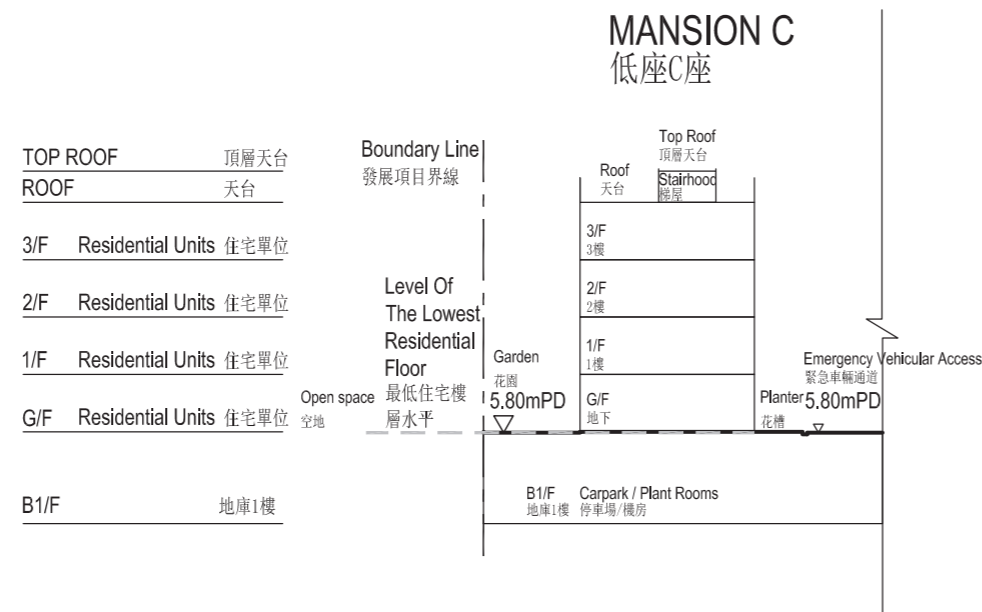 MANSION C
低座C座
TOP ROOF 頂層天台
ROOF 天台
3/F Residential Units 住宅單位
2/F Residential Units 住宅單位
1/F Residential Units 住宅單位
G/F Residential Units 住宅單位
B1/F 地庫1樓
Boundary Line
發展項目界線
Level Of
The Lowest
Residential
Floor
最低住宅樓
層水平
Open space
空地
Garden
花園
5.80mPD
Top Roof
頂層天台
Roof
天台
Stairhood
梯屋
3/F
3樓
2/F
2樓
1/F
1樓
G/F
地下
Emergency Vehicular Access
緊急車輛通道
Planter 5.80mPD
花槽
B1/F Carpark / Plant Rooms
地庫1樓 停車場/機房